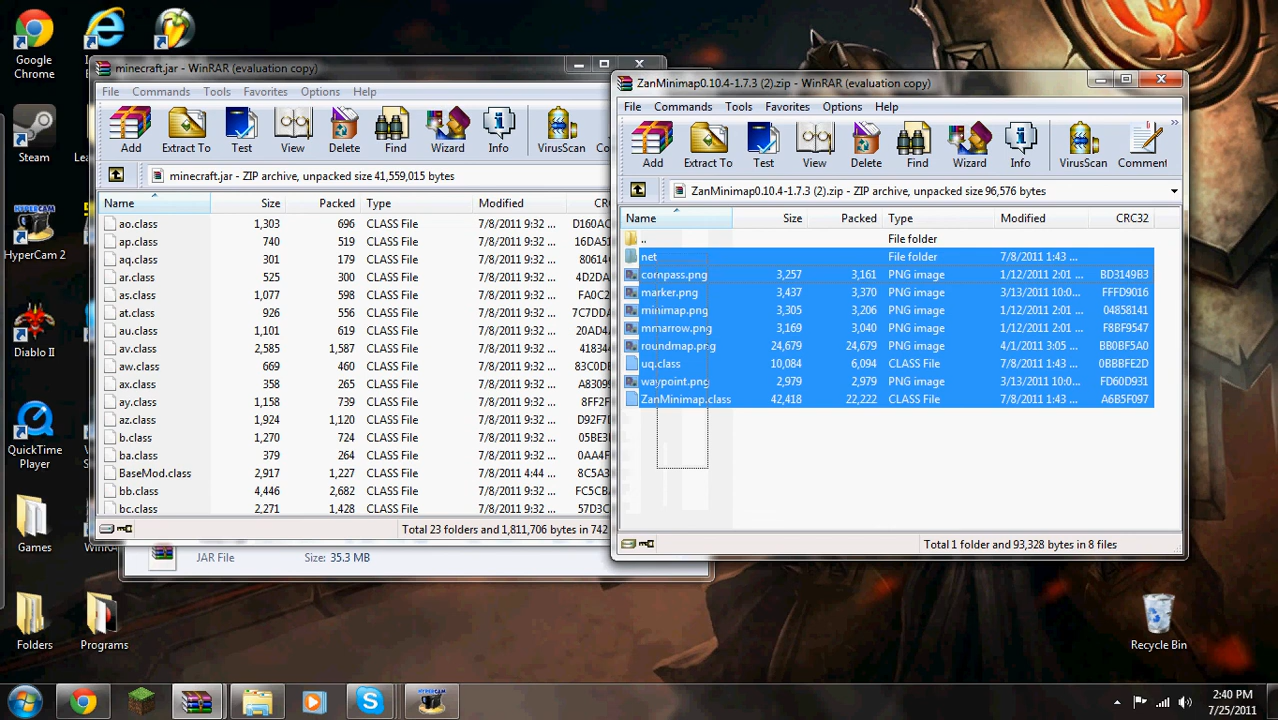 Google
Chrome
Steam
HyperCam 2
Diablo II
QuickTime
Player
Games
Folders
Programs
minecraft.jar - WinRAR (evaluation copy)
File Commands Tools Favorites Options Help
Add Extract To Test View Delete Find Wizard Info VirusScan
minecraft.jar - ZIP archive, unpacked size 41,559,015 bytes
Name Size Packed Type Modified
ao.class 1,303 696 CLASS File 7/8/2011 9:32 ... D160AC
ap.class 740 519 CLASS File 7/8/2011 9:32 ... 16DA5
aq.class 301 179 CLASS File 7/8/2011 9:32 ... 80614
ar.class 525 300 CLASS File 7/8/2011 9:32 ... 4D2DA
as.class 1,077 598 CLASS File 7/8/2011 9:32 ... FA0C2
at.class 926 556 CLASS File 7/8/2011 9:32 ... 7C7DD
au.class 1,101 619 CLASS File 7/8/2011 9:32 ... 20AD4
av.class 2,585 1,587 CLASS File 7/8/2011 9:32 ... 41834
aw.class 669 460 CLASS File 7/8/2011 9:32 ... 83C0D
ax.class 358 265 CLASS File 7/8/2011 9:32 ... A8309
ay.class 1,158 739 CLASS File 7/8/2011 9:32 ... 8FF2F
az.class 1,924 1,120 CLASS File 7/8/2011 9:32 ... D92F7
b.class 1,270 724 CLASS File 7/8/2011 9:32 ... 05BE3
ba.class 379 264 CLASS File 7/8/2011 9:32 ... 0AA4F
BaseMod.class 2,917 1,227 CLASS File 7/8/2011 4:44 ... 8C5A3
bb.class 4,446 2,682 CLASS File 7/8/2011 9:32 ... FC5CB
bc.class 2,271 1,428 CLASS File 7/8/2011 9:32 ... 57D3C
Total 23 folders and 1,811,706 bytes in 742
JAR File Size: 35.3 MB
ZanMinimap0.10.4-1.7.3 (2).zip - WinRAR (evaluation copy)
File Commands Tools Favorites Options Help
Add Extract To Test View Delete Find Wizard Info VirusScan Comment
ZanMinimap0.10.4-1.7.3 (2).zip - ZIP archive, unpacked size 96,576 bytes
Name Size Packed Type Modified CRC32
.. File folder
net File folder 7/8/2011 1:43 ...
compass.png 3,257 3,161 PNG image 1/12/2011 2:01 ... BD3149B3
marker.png 3,437 3,370 PNG image 3/13/2011 10:0... FFFD9016
minimap.png 3,305 3,206 PNG image 1/12/2011 2:01 ... 04858141
mmarrow.png 3,169 3,040 PNG image 1/12/2011 2:01 ... F8BF9547
roundmap.png 24,679 24,679 PNG image 4/1/2011 3:05 ... BB0BF5A0
uq.class 10,084 6,094 CLASS File 7/8/2011 1:43 ... 0BBBFE2D
waypoint.png 2,979 2,979 PNG image 3/13/2011 10:0... FD60D931
ZanMinimap.class 42,418 22,222 CLASS File 7/8/2011 1:43 ... A6B5F097
Total 1 folder and 93,328 bytes in 8 files
Recycle Bin
2:40 PM
7/25/2011